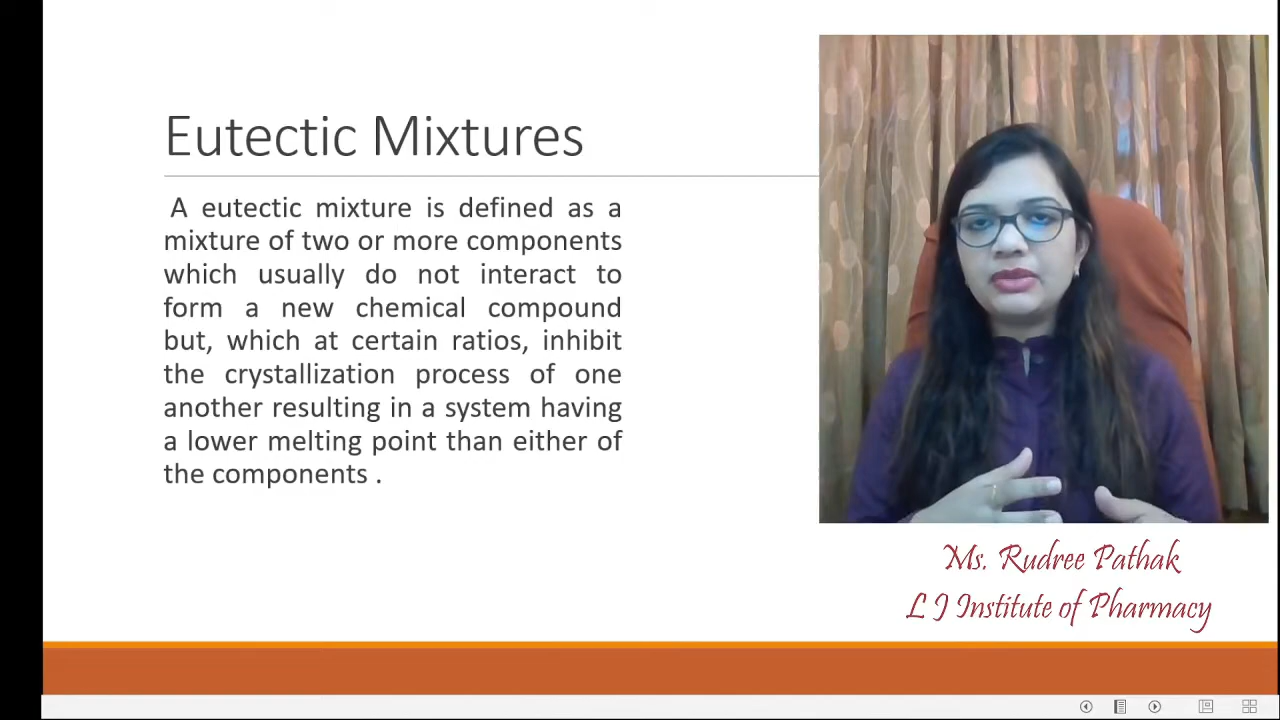 Eutectic Mixtures
A eutectic mixture is defined as a
mixture of two or more components
which usually do not interact to
form a new chemical compound
but, which at certain ratios, inhibit
the crystallization process of one
another resulting in a system having
a lower melting point than either of
the components .
Ms. Rudree Pathak
L J Institute of Pharmacy